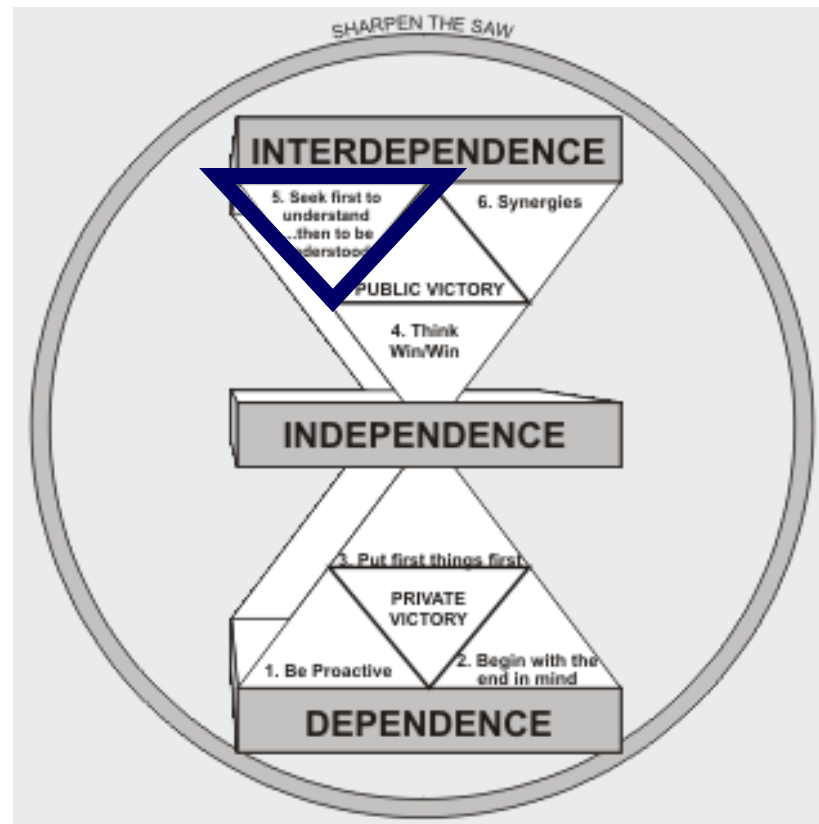 SHARPEN THE SAW
INTERDEPENDENCE
5. Seek first to
understand
...then to be
6. Synergies
PUBLIC VICTORY
4. Think
Win/Win
INDEPENDENCE
3. Put first things first
PRIVATE
VICTORY
1. Be Proactive
2. Begin with the
end in mind
DEPENDENCE